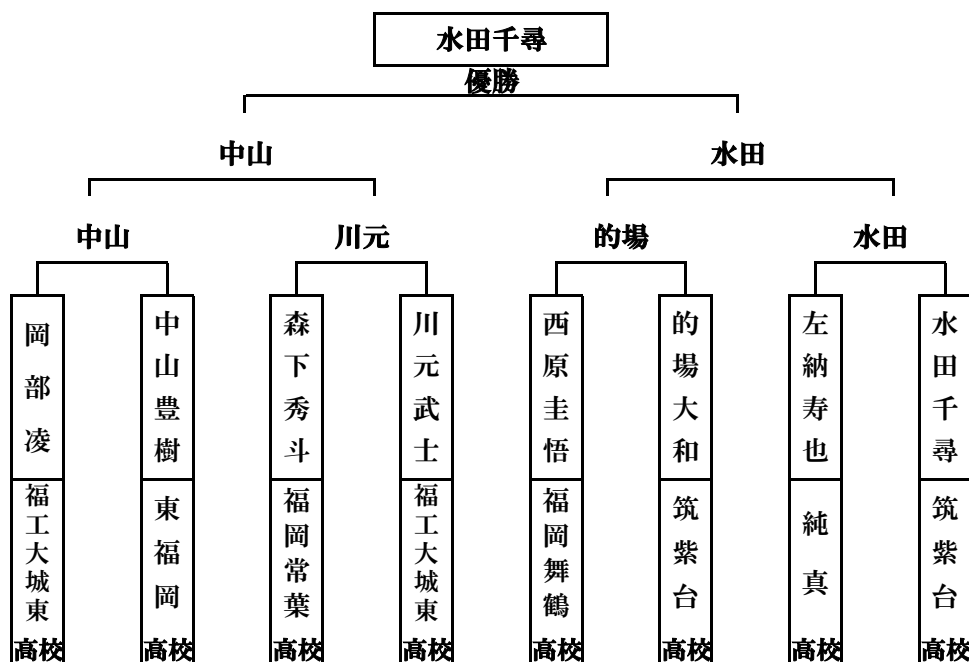 水田千尋
優勝
中山
水田
中山
川元
的場
水田
岡部凌
中山豊樹
森下秀斗
川元武士
西原圭悟
的場大和
左納寿也
水田千尋
福工大城東
東福岡
福岡常葉
福工大城東
福岡舞鶴
筑紫台
純真
筑紫台
高校
高校
高校
高校
高校
高校
高校
高校